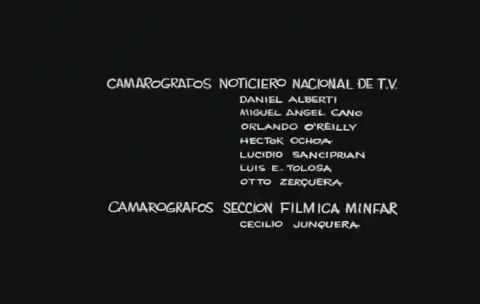 CAMAROGRAFOS NOTICIERO NACIONAL DE T.V.
DANIEL ALBERTI
MIGUEL ANGEL CANO
ORLANDO O'REILLY
HECTOR OCHOA
LUCIDIO SANCIPRIAN
LUIS E. TOLOSA
OTTO ZERQUERA
CAMAROGRAFOS SECCION FILMICA MINFAR
CECILIO JUNQUERA